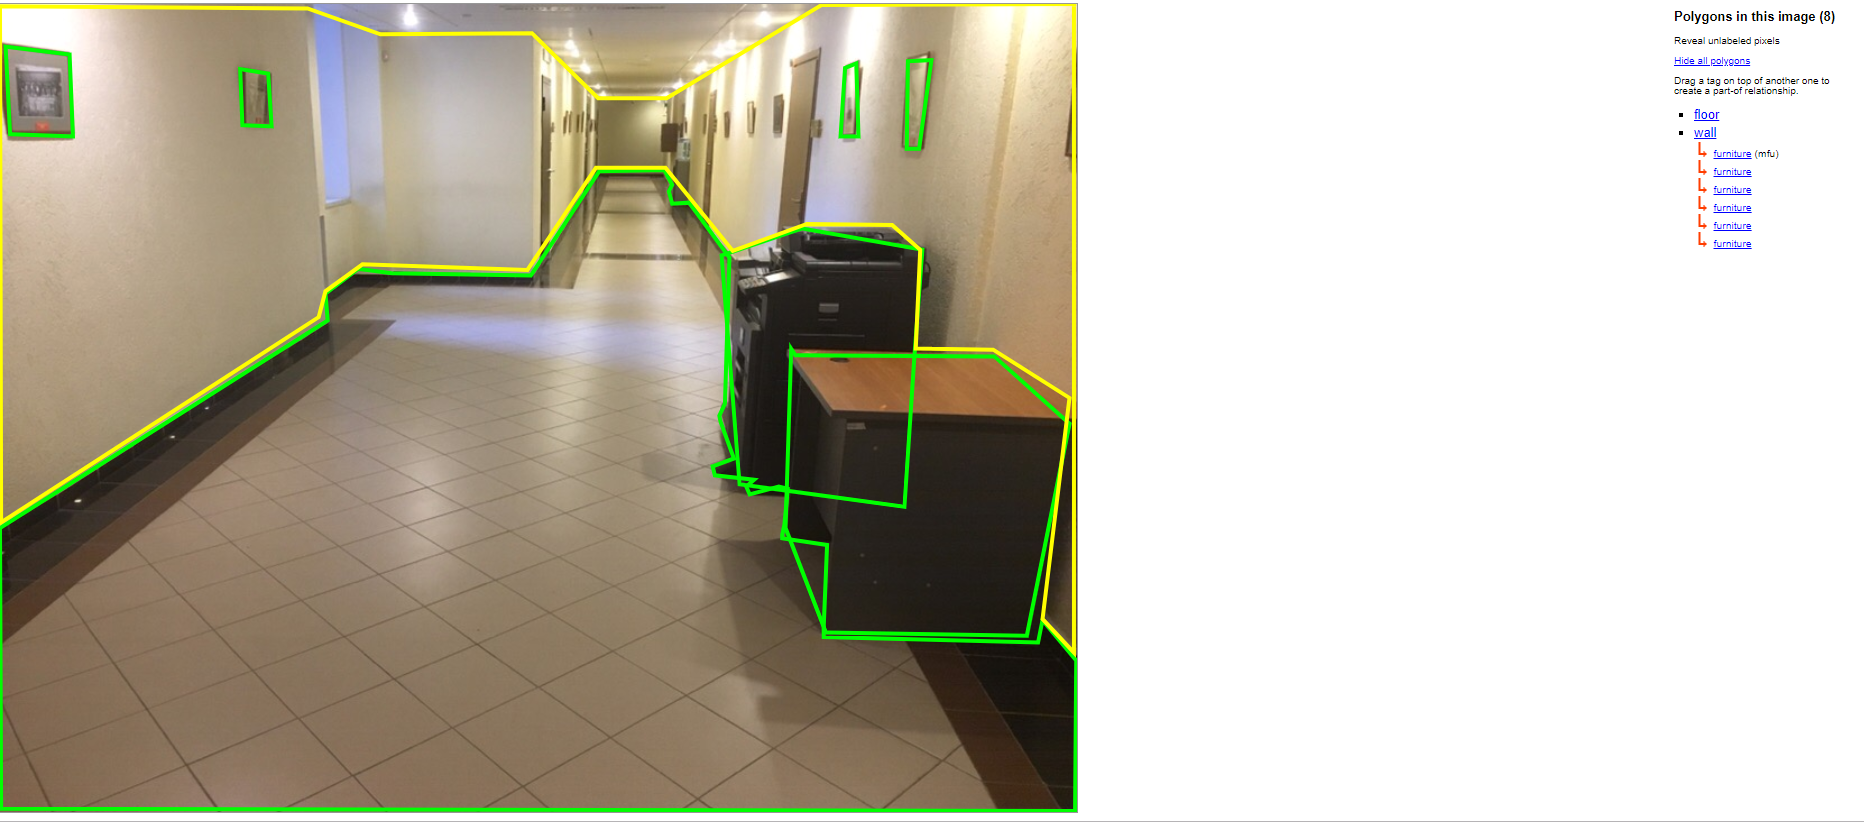 Polygons in this image (8)
Reveal unlabeled pixels
Hide all polygons
Drag a tag on top of another one to
create a part-of relationship.
floor
wall
furniture (mfu)
furniture
furniture
furniture
furniture
furniture